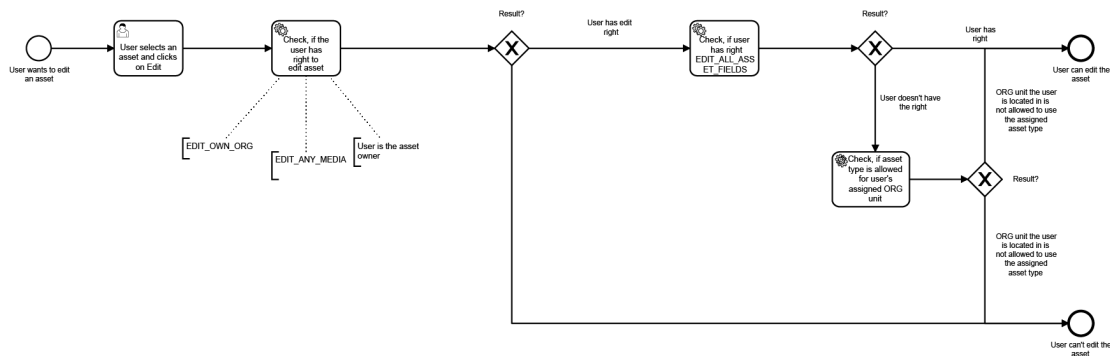 User wants to edit
an asset
User selects an
asset and clicks
on Edit
Check, if the
user has
right to
edit asset
EDIT_OWN_ORG
EDIT_ANY_MEDIA
User is the asset
owner
Result?
User has edit
right
Check, if user
has right
EDIT_ALL_ASS
ET_FIELDS
Result?
User has
right
User can edit the
asset
User doesn't have
the right
ORG unit the user
is located in is
not allowed to use
the assigned
asset type
Check, if asset
type is allowed
for user's
assigned ORG
unit
Result?
ORG unit the user
is located in is
not allowed to use
the assigned
asset type
User can't edit the
asset